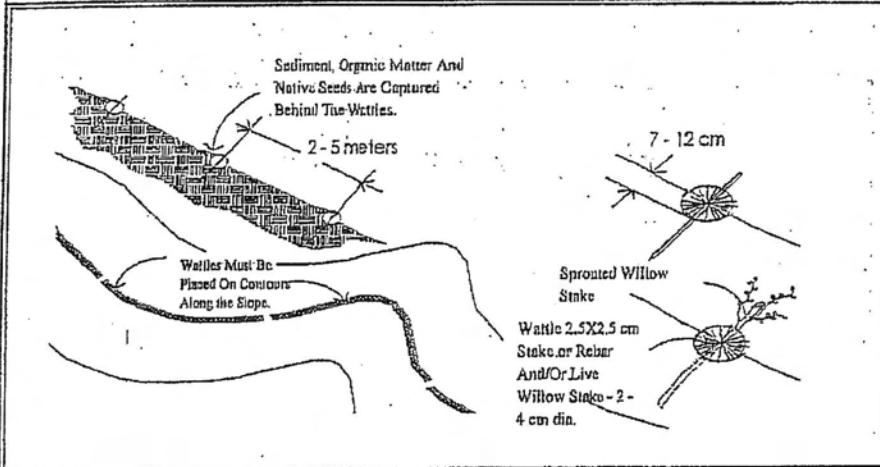 Sediment, Organic Matter And
Native Seeds Are Captured
Behind The Wattles.
2 - 5 meters
7 - 12 cm
Wattles Must Be
Placed On Contours
Along the Slope.
Sprouted Willow
Stake
Wattle 2.5X2.5 cm
Stake or Rebar
And/Or Live
Willow Stake - 2 -
4 cm dia.